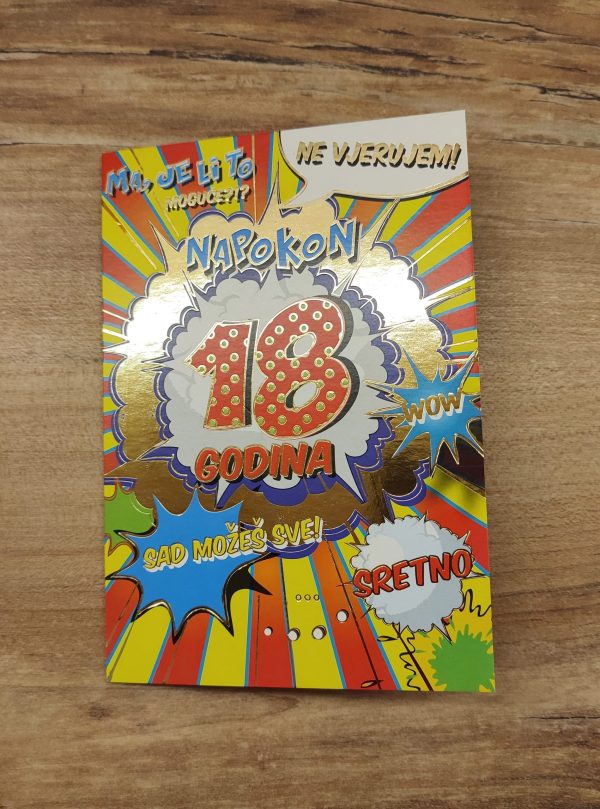 MA, JE Li TO
MOGUĆE?!?
NE VJERUJEM!
NAPOKON
18
GODINA
WOW
SAD MOŽEŠ SVE!
SRETNO